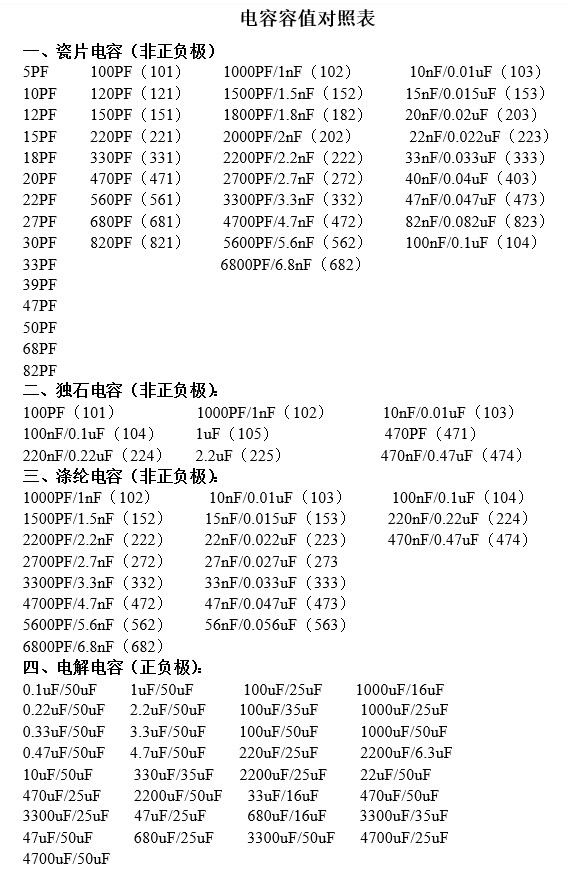 电容容值对照表
一、瓷片电容（非正负极）
5PF 100PF（101） 1000PF/1nF（102） 10nF/0.01uF（103）
10PF 120PF（121） 1500PF/1.5nF（152） 15nF/0.015uF（153）
12PF 150PF（151） 1800PF/1.8nF（182） 20nF/0.02uF（203）
15PF 220PF（221） 2000PF/2nF（202） 22nF/0.022uF（223）
18PF 330PF（331） 2200PF/2.2nF（222） 33nF/0.033uF（333）
20PF 470PF（471） 2700PF/2.7nF（272） 40nF/0.04uF（403）
22PF 560PF（561） 3300PF/3.3nF（332） 47nF/0.047uF（473）
27PF 680PF（681） 4700PF/4.7nF（472） 82nF/0.082uF（823）
30PF 820PF（821） 5600PF/5.6nF（562） 100nF/0.1uF（104）
33PF 6800PF/6.8nF（682）
39PF
47PF
50PF
68PF
82PF
二、独石电容（非正负极）：
100PF（101） 1000PF/1nF（102） 10nF/0.01uF（103）
100nF/0.1uF（104） 1uF（105） 470PF（471）
220nF/0.22uF（224） 2.2uF（225） 470nF/0.47uF（474）
三、涤纶电容（非正负极）：
1000PF/1nF（102） 10nF/0.01uF（103） 100nF/0.1uF（104）
1500PF/1.5nF（152） 15nF/0.015uF（153） 220nF/0.22uF（224）
2200PF/2.2nF（222） 22nF/0.022uF（223） 470nF/0.47uF（474）
2700PF/2.7nF（272） 27nF/0.027uF（273
3300PF/3.3nF（332） 33nF/0.033uF（333）
4700PF/4.7nF（472） 47nF/0.047uF（473）
5600PF/5.6nF（562） 56nF/0.056uF（563）
6800PF/6.8nF（682）
四、电解电容（正负极）：
0.1uF/50uF 1uF/50uF 100uF/25uF 1000uF/16uF
0.22uF/50uF 2.2uF/50uF 100uF/35uF 1000uF/25uF
0.33uF/50uF 3.3uF/50uF 100uF/50uF 1000uF/50uF
0.47uF/50uF 4.7uF/50uF 220uF/25uF 2200uF/6.3uF
10uF/50uF 330uF/35uF 2200uF/25uF 22uF/50uF
470uF/25uF 2200uF/50uF 33uF/16uF 470uF/50uF
3300uF/25uF 47uF/25uF 680uF/16uF 3300uF/35uF
47uF/50uF 680uF/25uF 3300uF/50uF 4700uF/25uF
4700uF/50uF